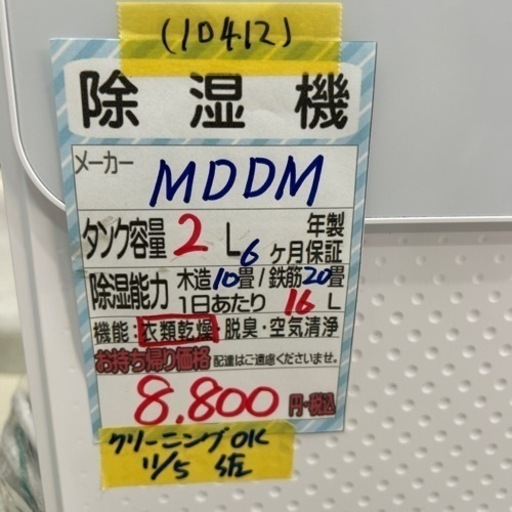 (10412)
除湿機
メーカー MDDM
タンク容量 2 L 年製
6 ヶ月保証
除湿能力 木造10畳/鉄筋20畳
1日あたり 16 L
機能:衣類乾燥・脱臭・空気清浄
お持ち帰り価格 配達はご遠慮くださいませ。
8,800 円・税込
クリーニングOK
11/5 佐